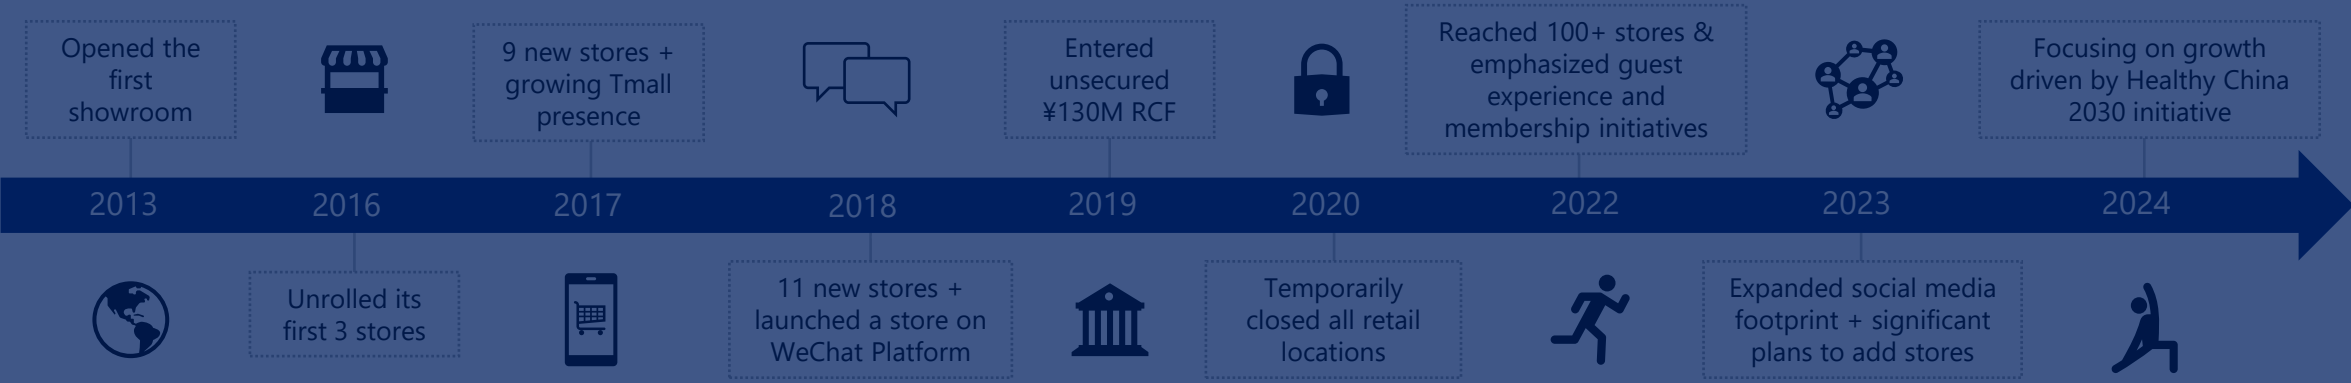 Opened the
first
showroom
9 new stores +
growing Tmall
presence
Entered
unsecured
¥130M RCF
Reached 100+ stores &
emphasized guest
experience and
membership initiatives
Focusing on growth
driven by Healthy China
2030 initiative
2013
2016
2017
2018
2019
2020
2022
2023
2024
Unrolled its
first 3 stores
11 new stores +
launched a store on
WeChat Platform
Temporarily
closed all retail
locations
Expanded social media
footprint + significant
plans to add stores